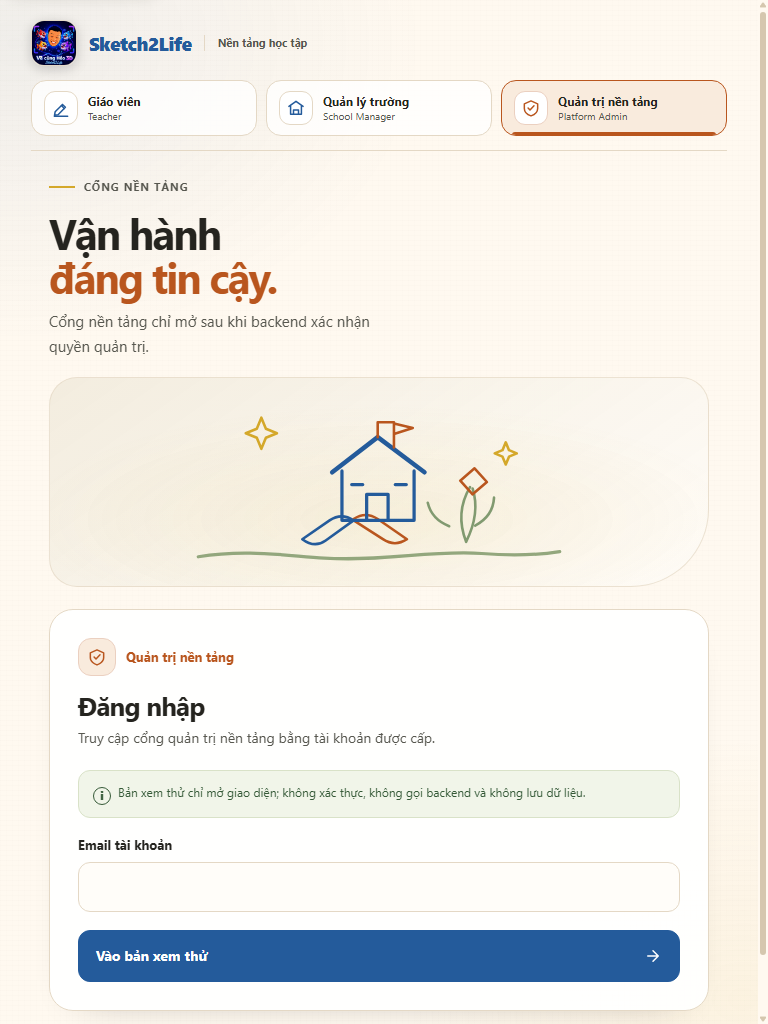 Sketch2Life
Nền tảng học tập
Giáo viên
Teacher
Quản lý trường
School Manager
Quản trị nền tảng
Platform Admin
CỔNG NỀN TẢNG
Vận hành
đáng tin cậy.
Cổng nền tảng chỉ mở sau khi backend xác nhận
quyền quản trị.
Quản trị nền tảng
Đăng nhập
Truy cập cổng quản trị nền tảng bằng tài khoản được cấp.
Bản xem thử chỉ mở giao diện; không xác thực, không gọi backend và không lưu dữ liệu.
Email tài khoản
Vào bản xem thử